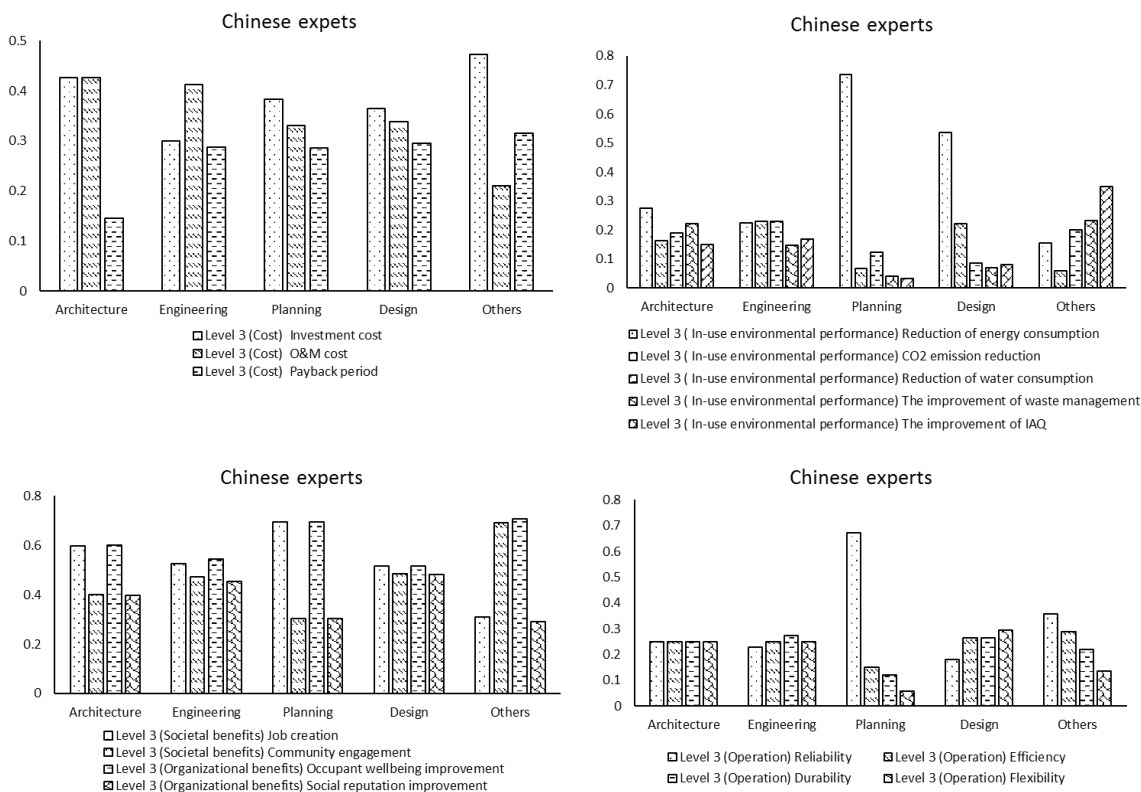 Chinese expets
0.5
0.4
0.3
0.2
0.1
0
Architecture Engineering Planning Design Others
Level 3 (Cost) Investment cost
Level 3 (Cost) O&M cost
Level 3 (Cost) Payback period
Chinese experts
0.8
0.7
0.6
0.5
0.4
0.3
0.2
0.1
0
Architecture Engineering Planning Design Others
Level 3 ( In-use environmental performance) Reduction of energy consumption
Level 3 ( In-use environmental performance) CO2 emission reduction
Level 3 ( In-use environmental performance) Reduction of water consumption
Level 3 ( In-use environmental performance) The improvement of waste management
Level 3 ( In-use environmental performance) The improvement of IAQ
Chinese experts
0.8
0.6
0.4
0.2
0
Architecture Engineering Planning Design Others
Level 3 (Societal benefits) Job creation
Level 3 (Societal benefits) Community engagement
Level 3 (Organizational benefits) Occupant wellbeing improvement
Level 3 (Organizational benefits) Social reputation improvement
Chinese experts
0.8
0.7
0.6
0.5
0.4
0.3
0.2
0.1
0
Architecture Engineering Planning Design Others
Level 3 (Operation) Reliability Level 3 (Operation) Efficiency
Level 3 (Operation) Durability Level 3 (Operation) Flexibility